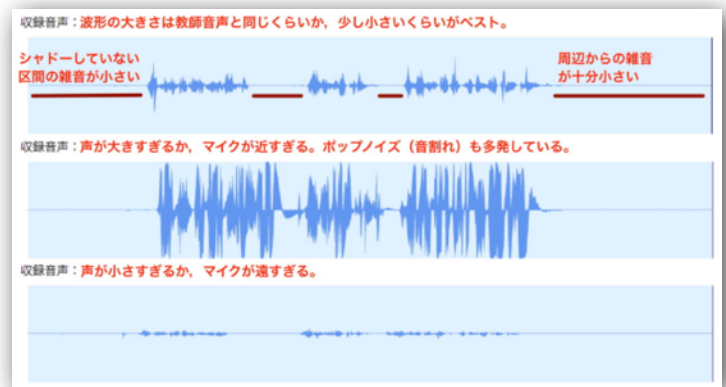 収録音声：波形の大きさは教師音声と同じくらいか，少し小さいくらいがベスト。
シャドーしていない
区間の雑音が小さい
周辺からの雑音
が十分小さい
収録音声：声が大きすぎるか，マイクが近すぎる。ポップノイズ（音割れ）も多発している。
収録音声：声が小さすぎるか，マイクが遠すぎる。